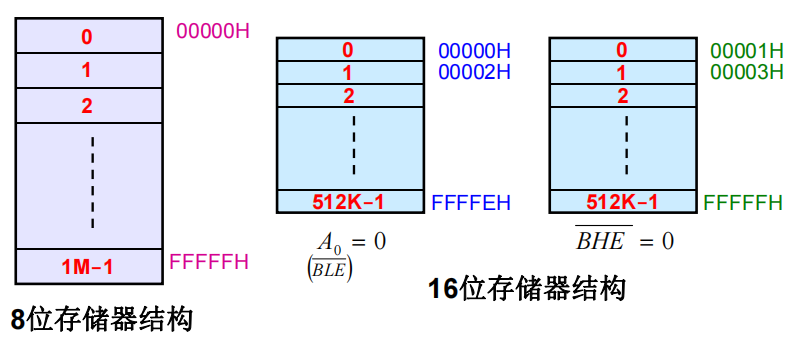 0 00000H
1
2
1M-1 FFFFFH
8位存储器结构
0 00000H
1 00002H
2
512K-1 FFFFEH
A₀ = 0
(\overline{BLE})
0 00001H
1 00003H
2
512K-1 FFFFFH
\overline{BHE} = 0
16位存储器结构